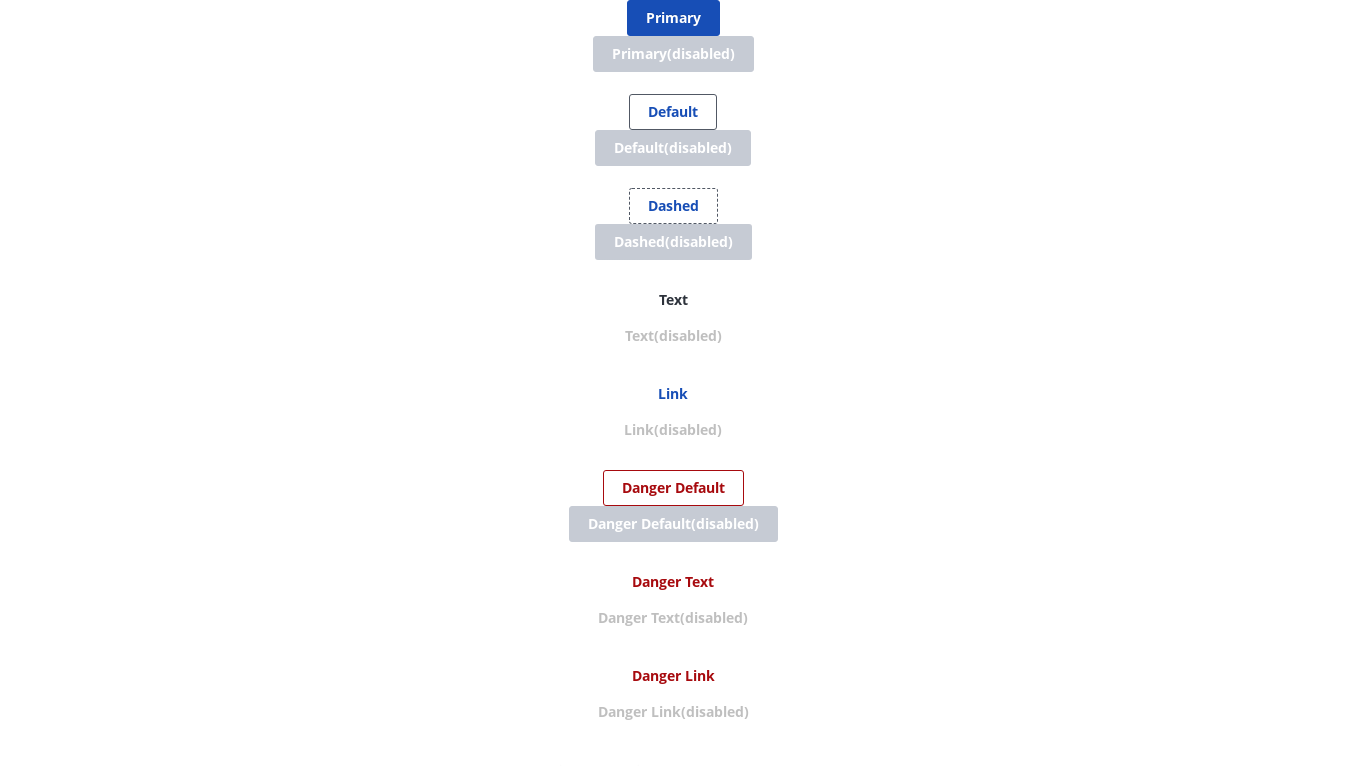 Primary
Primary(disabled)
Default
Default(disabled)
Dashed
Dashed(disabled)
Text
Text(disabled)
Link
Link(disabled)
Danger Default
Danger Default(disabled)
Danger Text
Danger Text(disabled)
Danger Link
Danger Link(disabled)